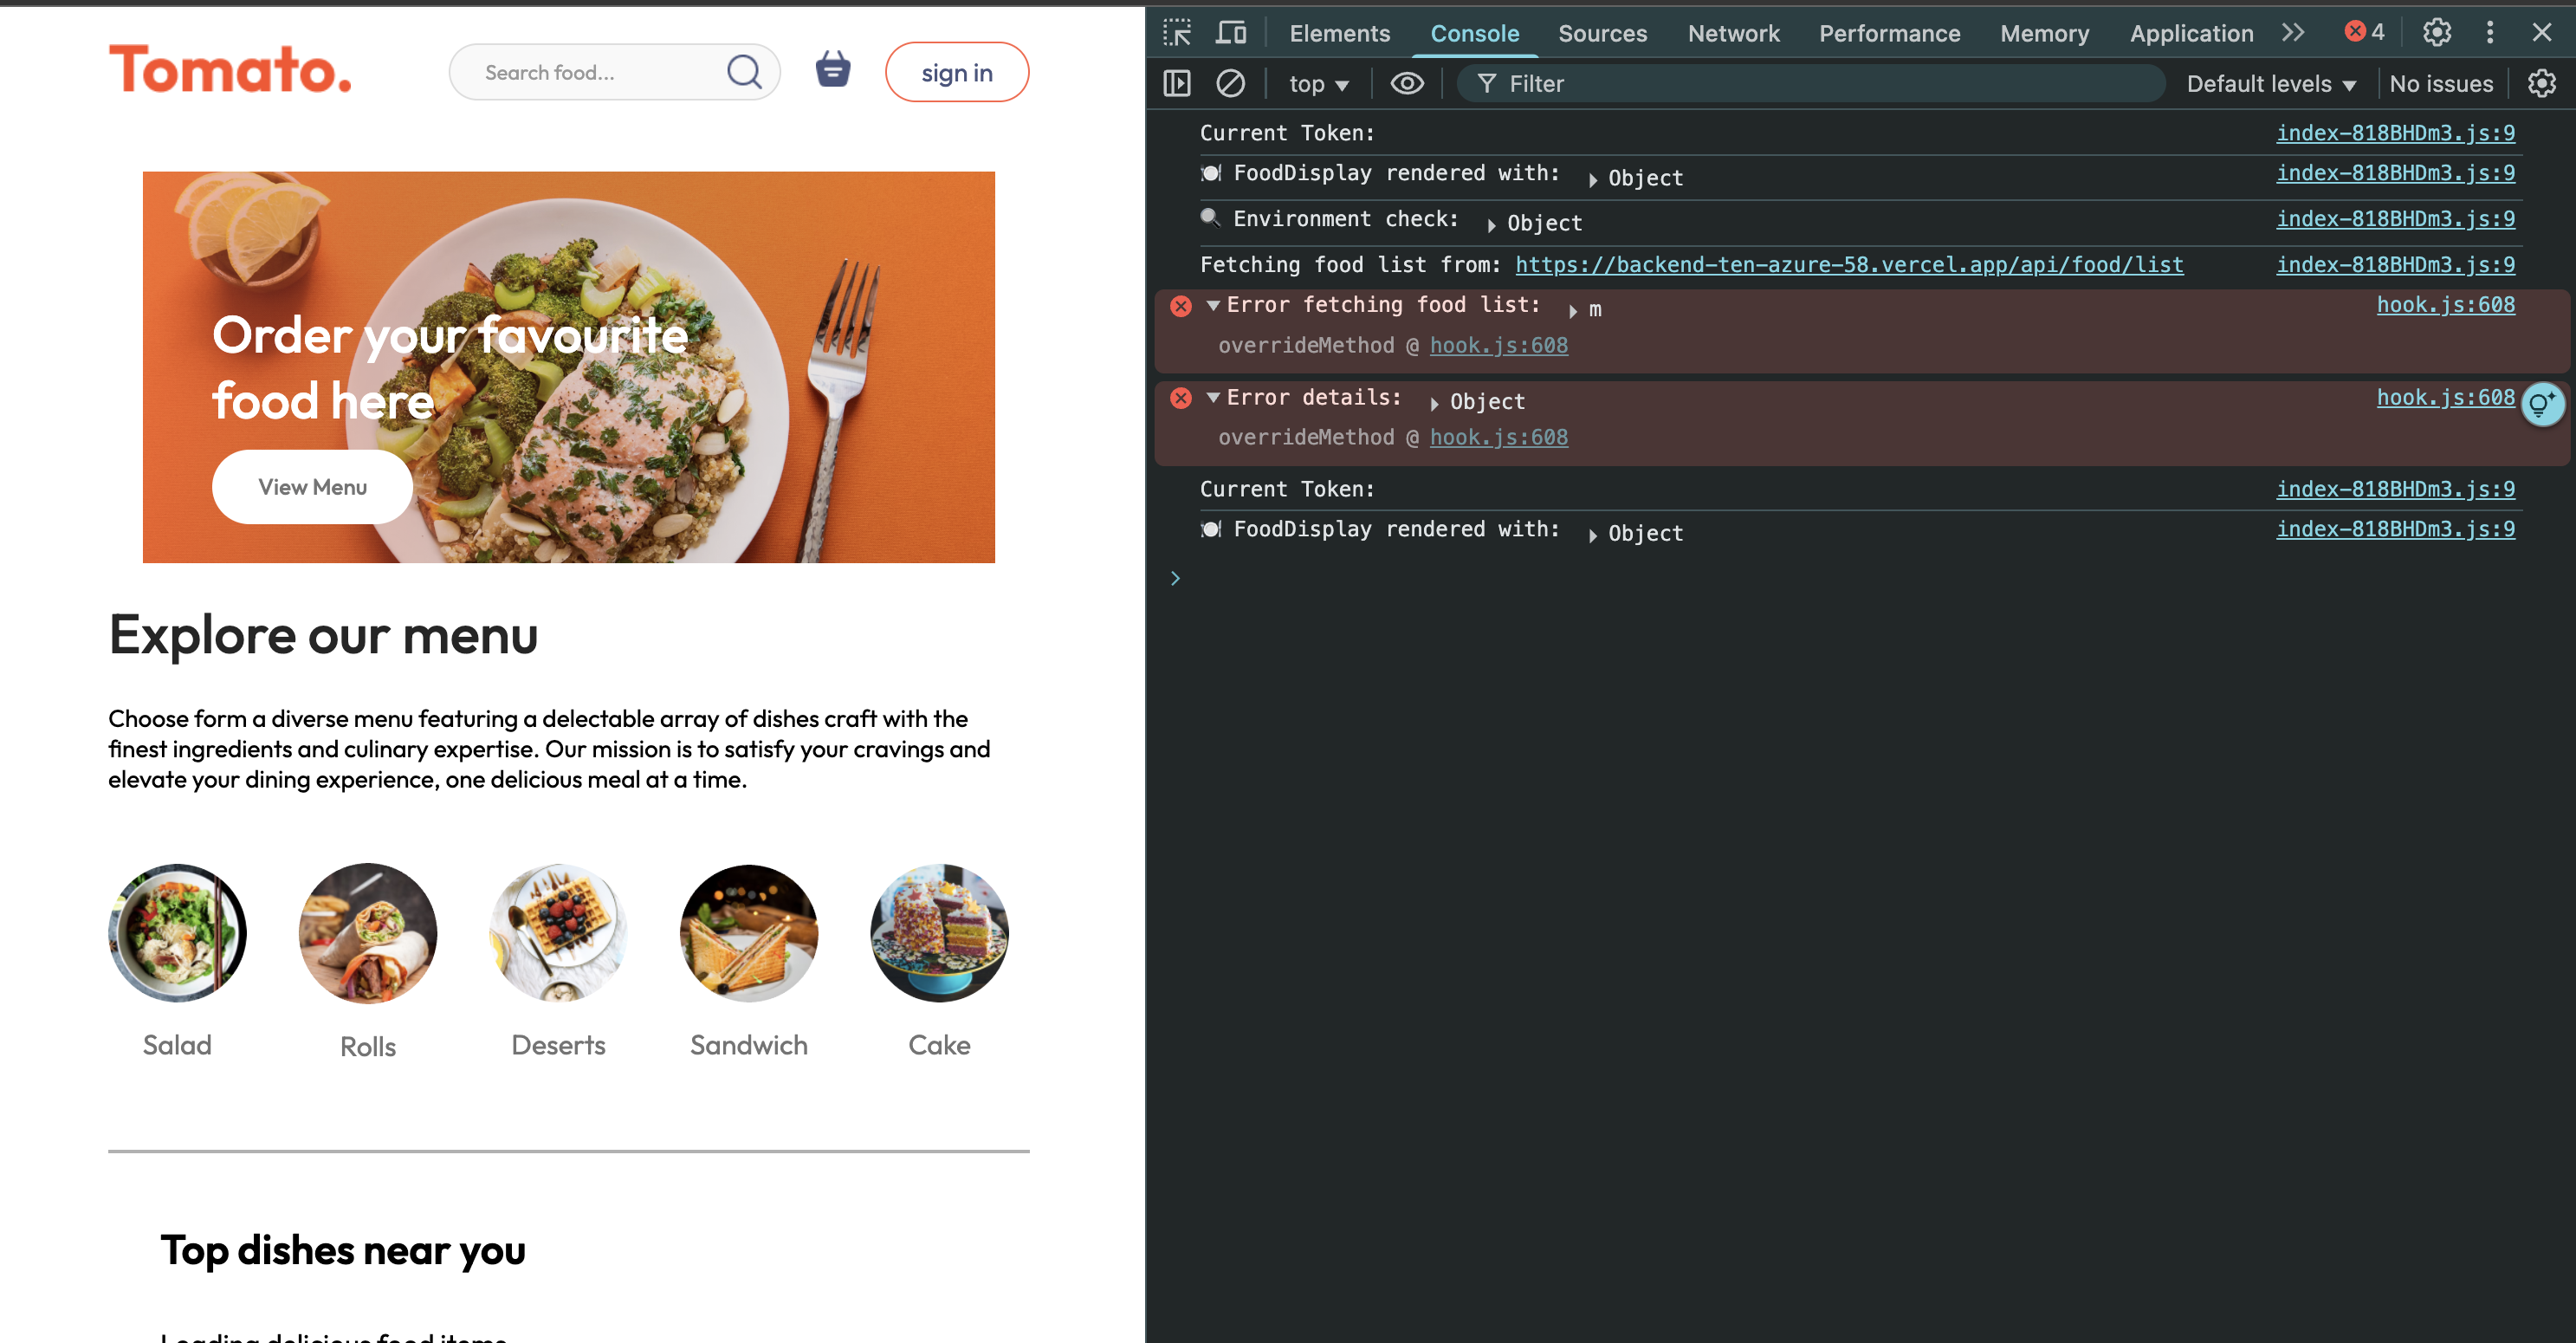 Tomato.
Search food...
sign in
Order your favourite
food here
View Menu
Explore our menu
Choose form a diverse menu featuring a delectable array of dishes craft with the
finest ingredients and culinary expertise. Our mission is to satisfy your cravings and
elevate your dining experience, one delicious meal at a time.
Salad
Rolls
Deserts
Sandwich
Cake
Top dishes near you
Loading delicious food items
Elements Console Sources Network Performance Memory Application 4
top Filter Default levels No issues
Current Token: index-818BHDm3.js:9
FoodDisplay rendered with: Object index-818BHDm3.js:9
Environment check: Object index-818BHDm3.js:9
Fetching food list from: https://backend-ten-azure-58.vercel.app/api/food/list index-818BHDm3.js:9
Error fetching food list: m hook.js:608
overrideMethod @ hook.js:608
Error details: Object hook.js:608
overrideMethod @ hook.js:608
Current Token: index-818BHDm3.js:9
FoodDisplay rendered with: Object index-818BHDm3.js:9